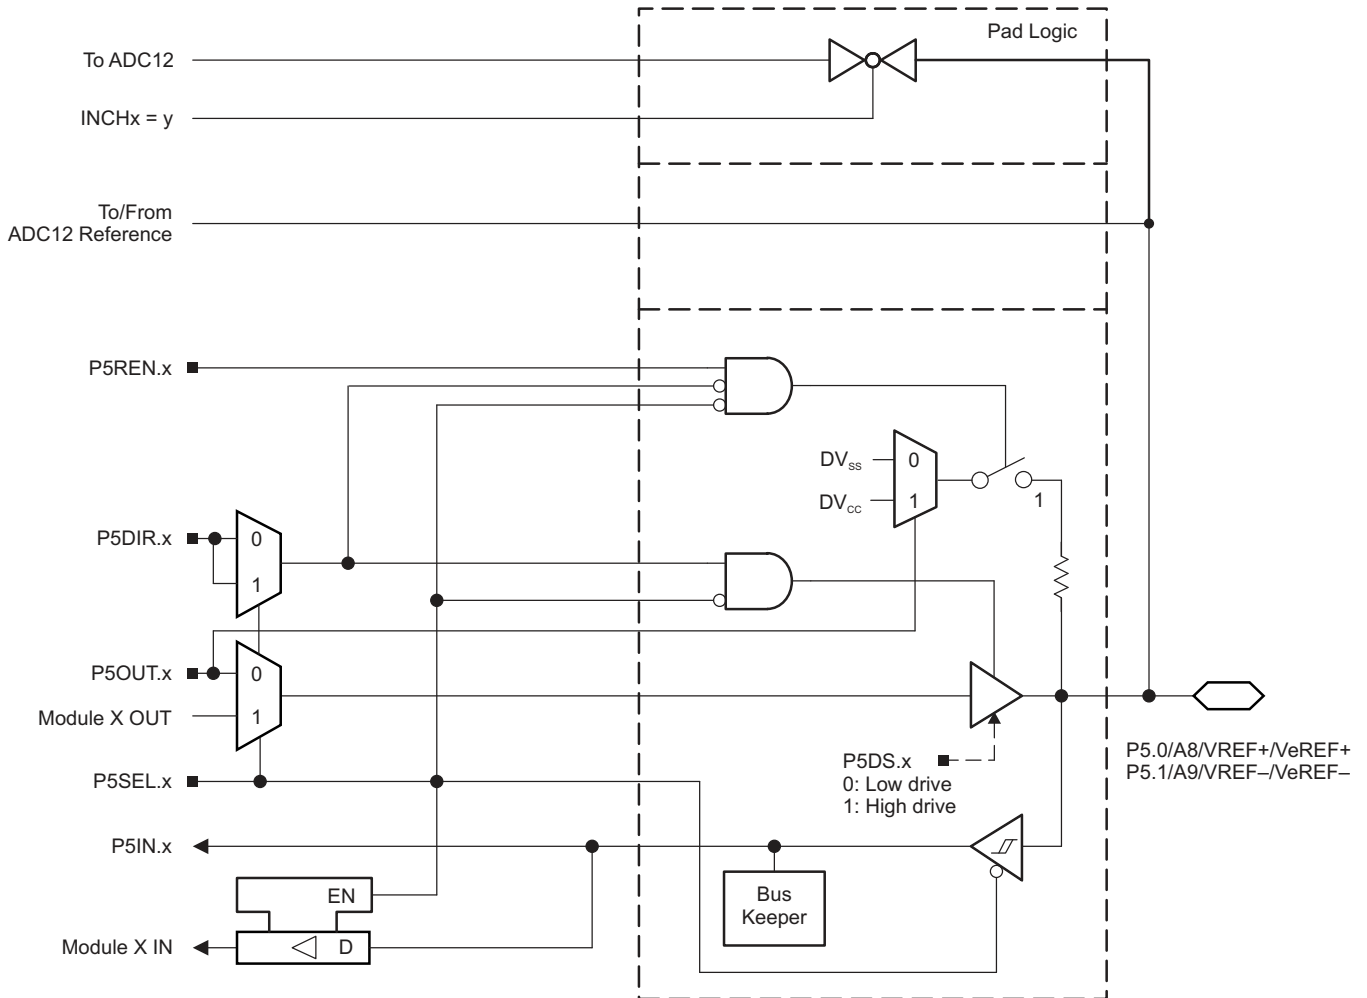 Pad Logic
To ADC12
INCHx = y
To/From
ADC12 Reference
P5REN.x
DVSS
0
DVCC
1
1
P5DIR.x
0
1
P5OUT.x
0
Module X OUT
1
P5SEL.x
P5DS.x
0: Low drive
1: High drive
P5.0/A8/VREF+/VeREF+
P5.1/A9/VREF–/VeREF–
P5IN.x
EN
Bus
Keeper
Module X IN
D